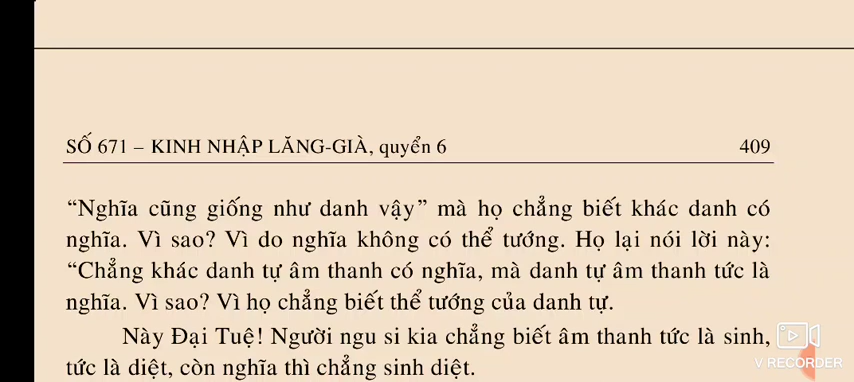 SỐ 671 – KINH NHẬP LĂNG-GIÀ, quyển 6 409
“Nghĩa cũng giống như danh vậy” mà họ chẳng biết khác danh có
nghĩa. Vì sao? Vì do nghĩa không có thể tướng. Họ lại nói lời này:
“Chẳng khác danh tự âm thanh có nghĩa, mà danh tự âm thanh tức là
nghĩa. Vì sao? Vì họ chẳng biết thể tướng của danh tự.
Này Đại Tuệ! Người ngu si kia chẳng biết âm thanh tức là sinh,
tức là diệt, còn nghĩa thì chẳng sinh diệt.
V RECORDER